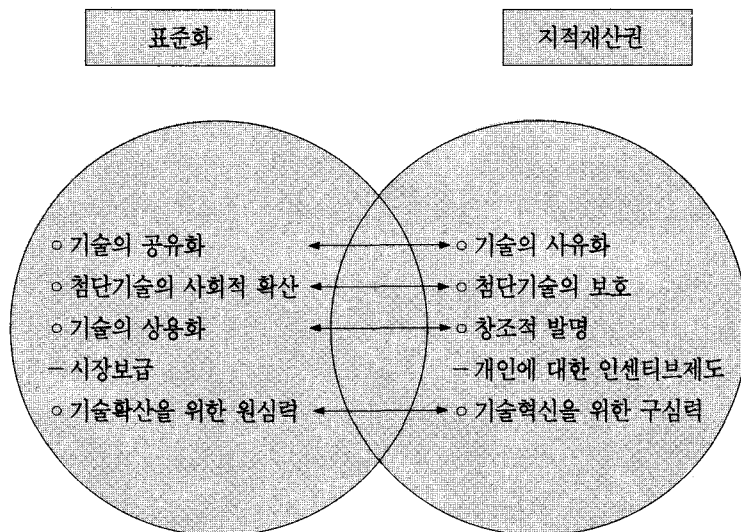 표준화
지적재산권
○ 기술의 공유화
○ 기술의 사유화
○ 첨단기술의 사회적 확산
○ 첨단기술의 보호
○ 기술의 상용화
○ 창조적 발명
– 시장보급
– 개인에 대한 인센티브제도
○ 기술확산을 위한 원심력
○ 기술혁신을 위한 구심력